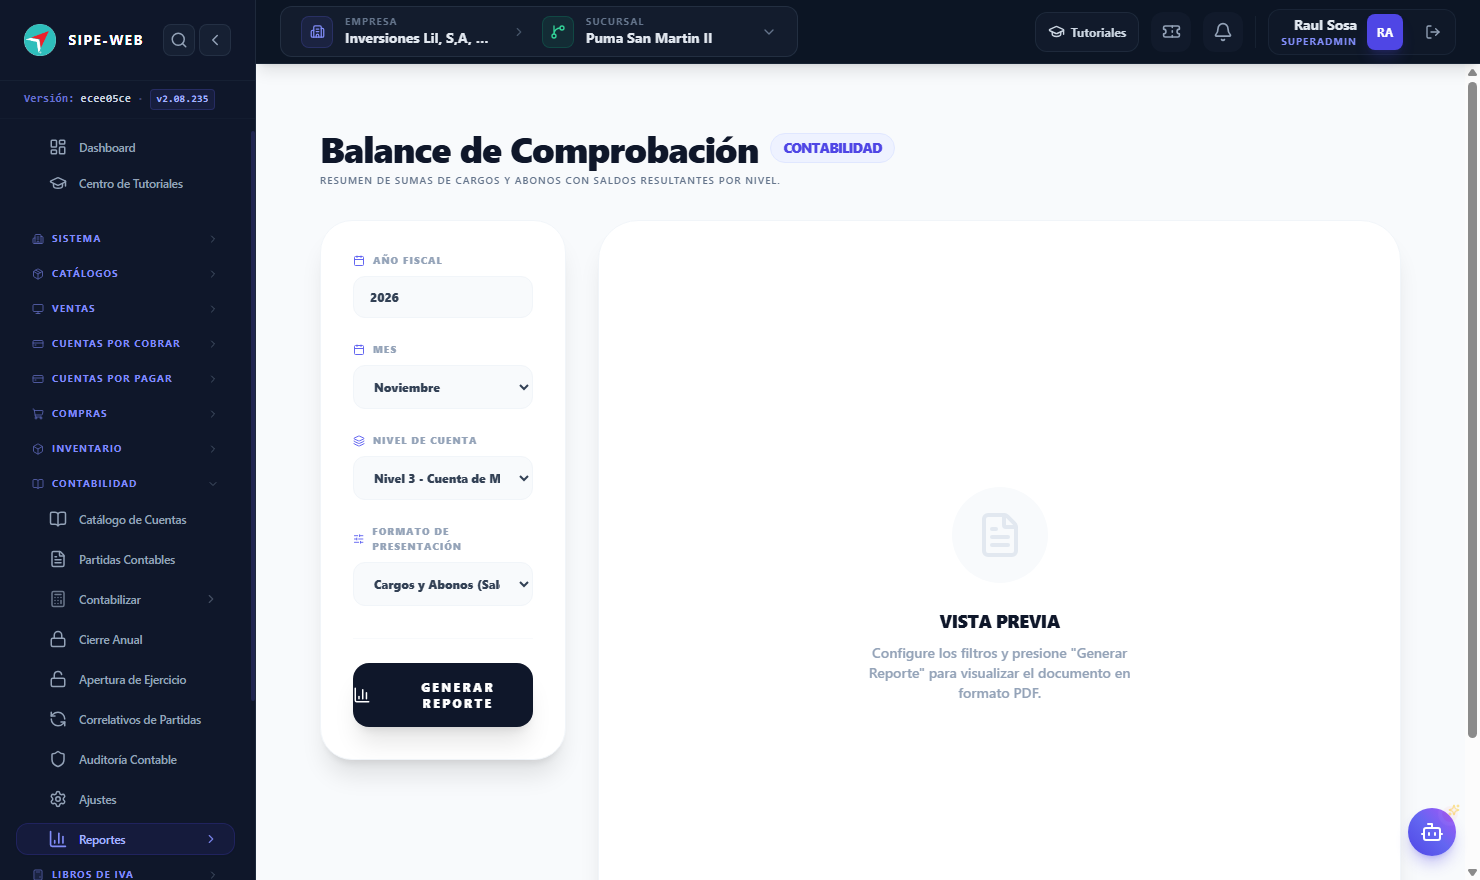 SIPE-WEB
Versión: ecee05ce · v2.08.235
Dashboard
Centro de Tutoriales
SISTEMA
CATÁLOGOS
VENTAS
CUENTAS POR COBRAR
CUENTAS POR PAGAR
COMPRAS
INVENTARIO
CONTABILIDAD
Catálogo de Cuentas
Partidas Contables
Contabilizar
Cierre Anual
Apertura de Ejercicio
Correlativos de Partidas
Auditoría Contable
Ajustes
Reportes
LIBROS DE IVA
EMPRESA
Inversiones Lil, S,A, ...
SUCURSAL
Puma San Martin II
Tutoriales
Raul Sosa
SUPERADMIN
RA
Balance de Comprobación
CONTABILIDAD
RESUMEN DE SUMAS DE CARGOS Y ABONOS CON SALDOS RESULTANTES POR NIVEL.
AÑO FISCAL
2026
MES
Noviembre
NIVEL DE CUENTA
Nivel 3 - Cuenta de M
FORMATO DE
PRESENTACIÓN
Cargos y Abonos (Sal
GENERAR
REPORTE
VISTA PREVIA
Configure los filtros y presione "Generar
Reporte" para visualizar el documento en
formato PDF.